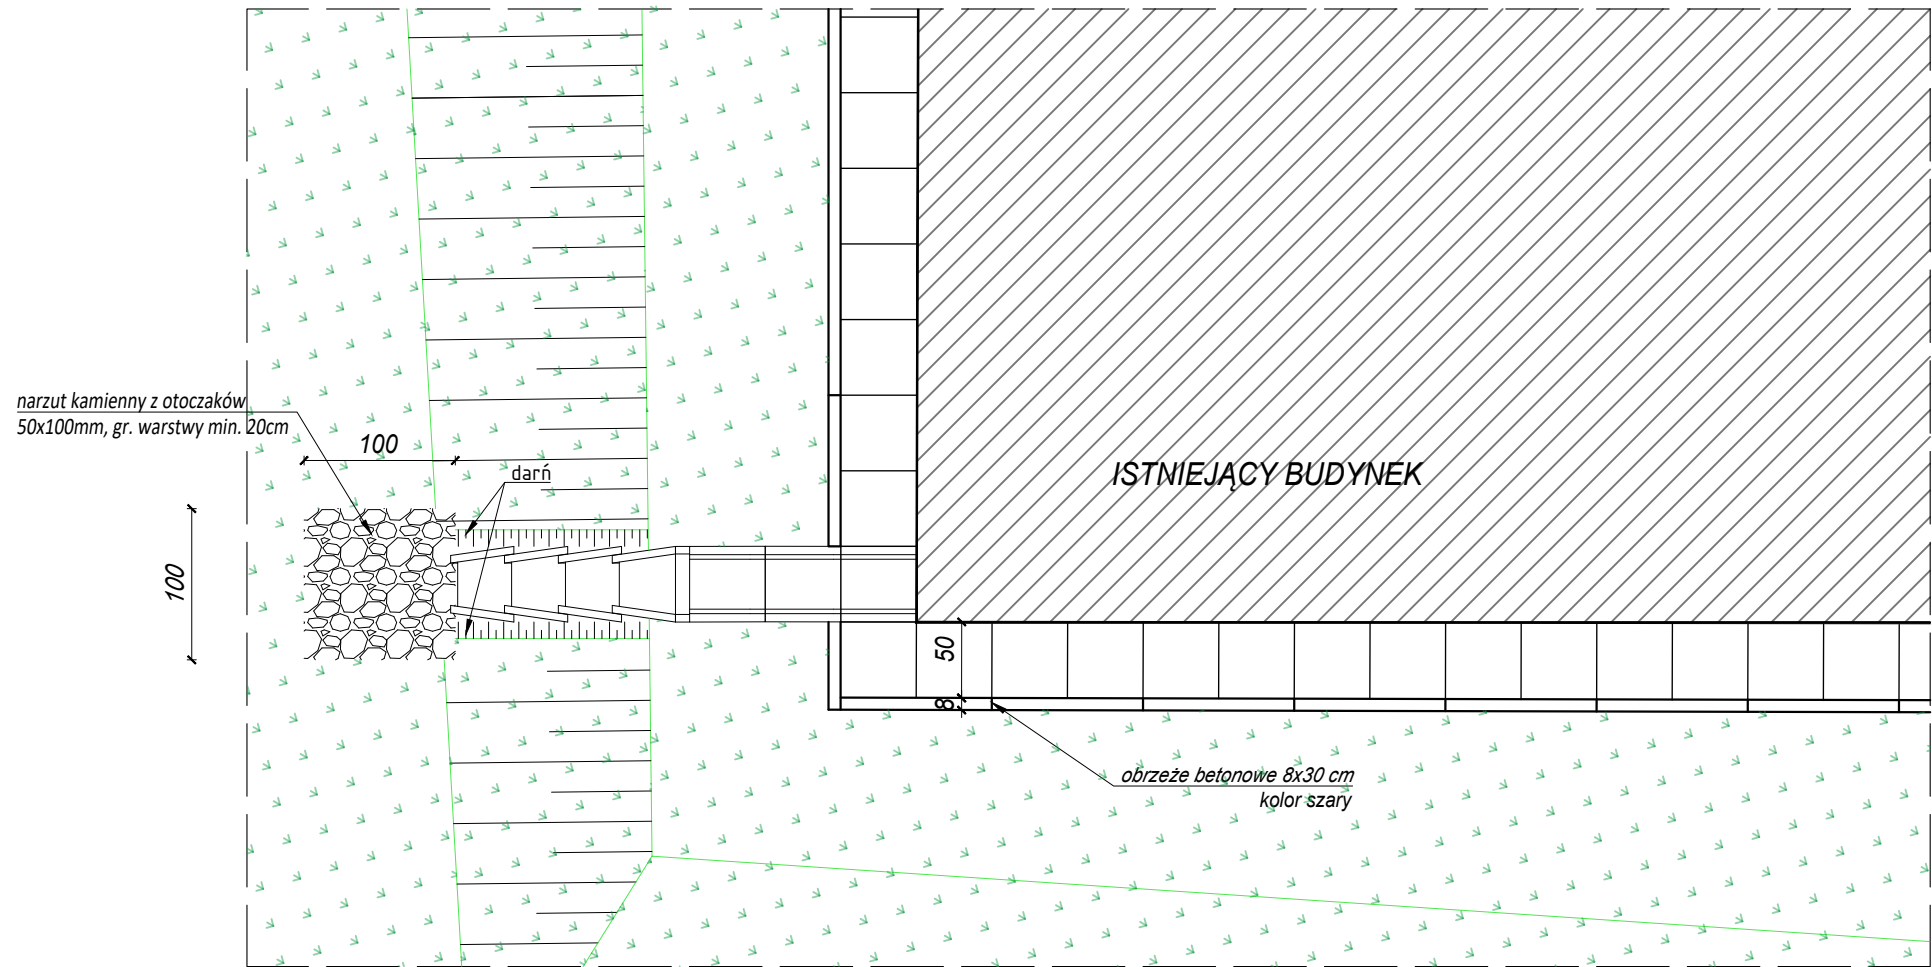 narzut kamienny z otoczaków
50x100mm, gr. warstwy min. 20cm
100
darń
100
ISTNIEJĄCY BUDYNEK
50
8
obrzeże betonowe 8x30 cm
kolor szary